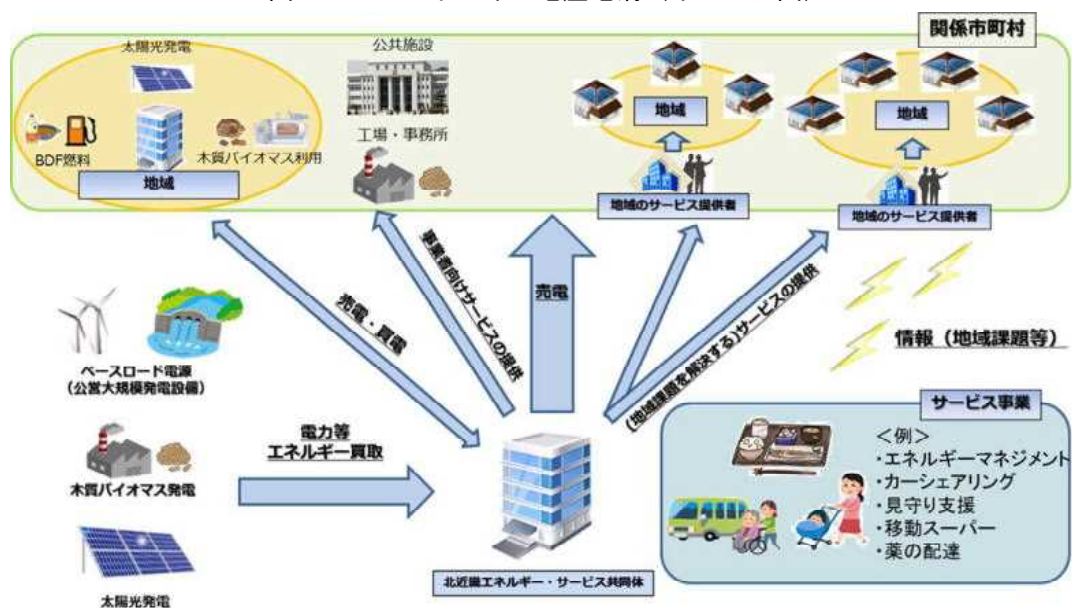 関係市町村
太陽光発電
BDF燃料
木質バイオマス利用
地域
公共施設
工場・事務所
地域
地域のサービス提供者
地域
地域のサービス提供者
売電・買電
事業者向けサービスの提供
売電
(地域課題を解決する)サービスの提供
情報(地域課題等)
ベースロード電源
(公営大規模発電設備)
木質バイオマス発電
太陽光発電
電力等
エネルギー買取
北近畿エネルギー・サービス共同体
サービス事業
<例>
・エネルギーマネジメント
・カーシェアリング
・見守り支援
・移動スーパー
・薬の配達